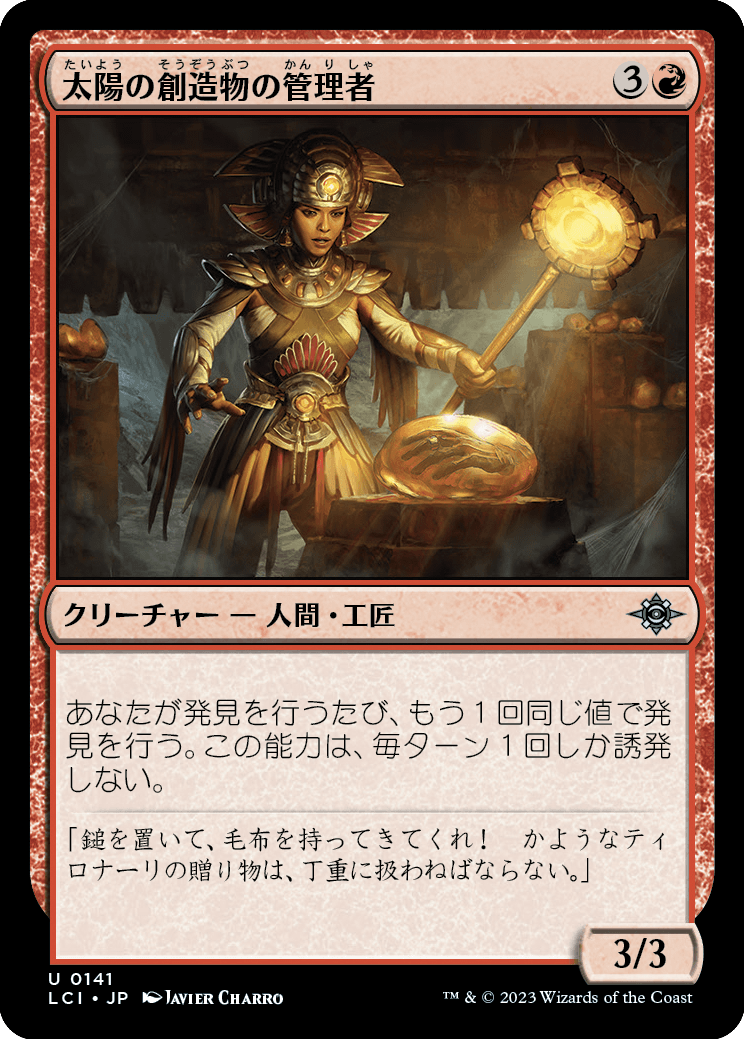 たいよう そうぞうぶつ かんりしゃ
太陽の創造物の管理者 3
クリーチャー — 人間・工匠
あなたが発見を行うたび、もう１回同じ値で発
見を行う。この能力は、毎ターン１回しか誘発
しない。
「鎚を置いて、毛布を持ってきてくれ！　かようなティ
ロナーリの贈り物は、丁重に扱わねばならない。」
3/3
U 0141
LCI • JP Javier Charro
™ & © 2023 Wizards of the Coast